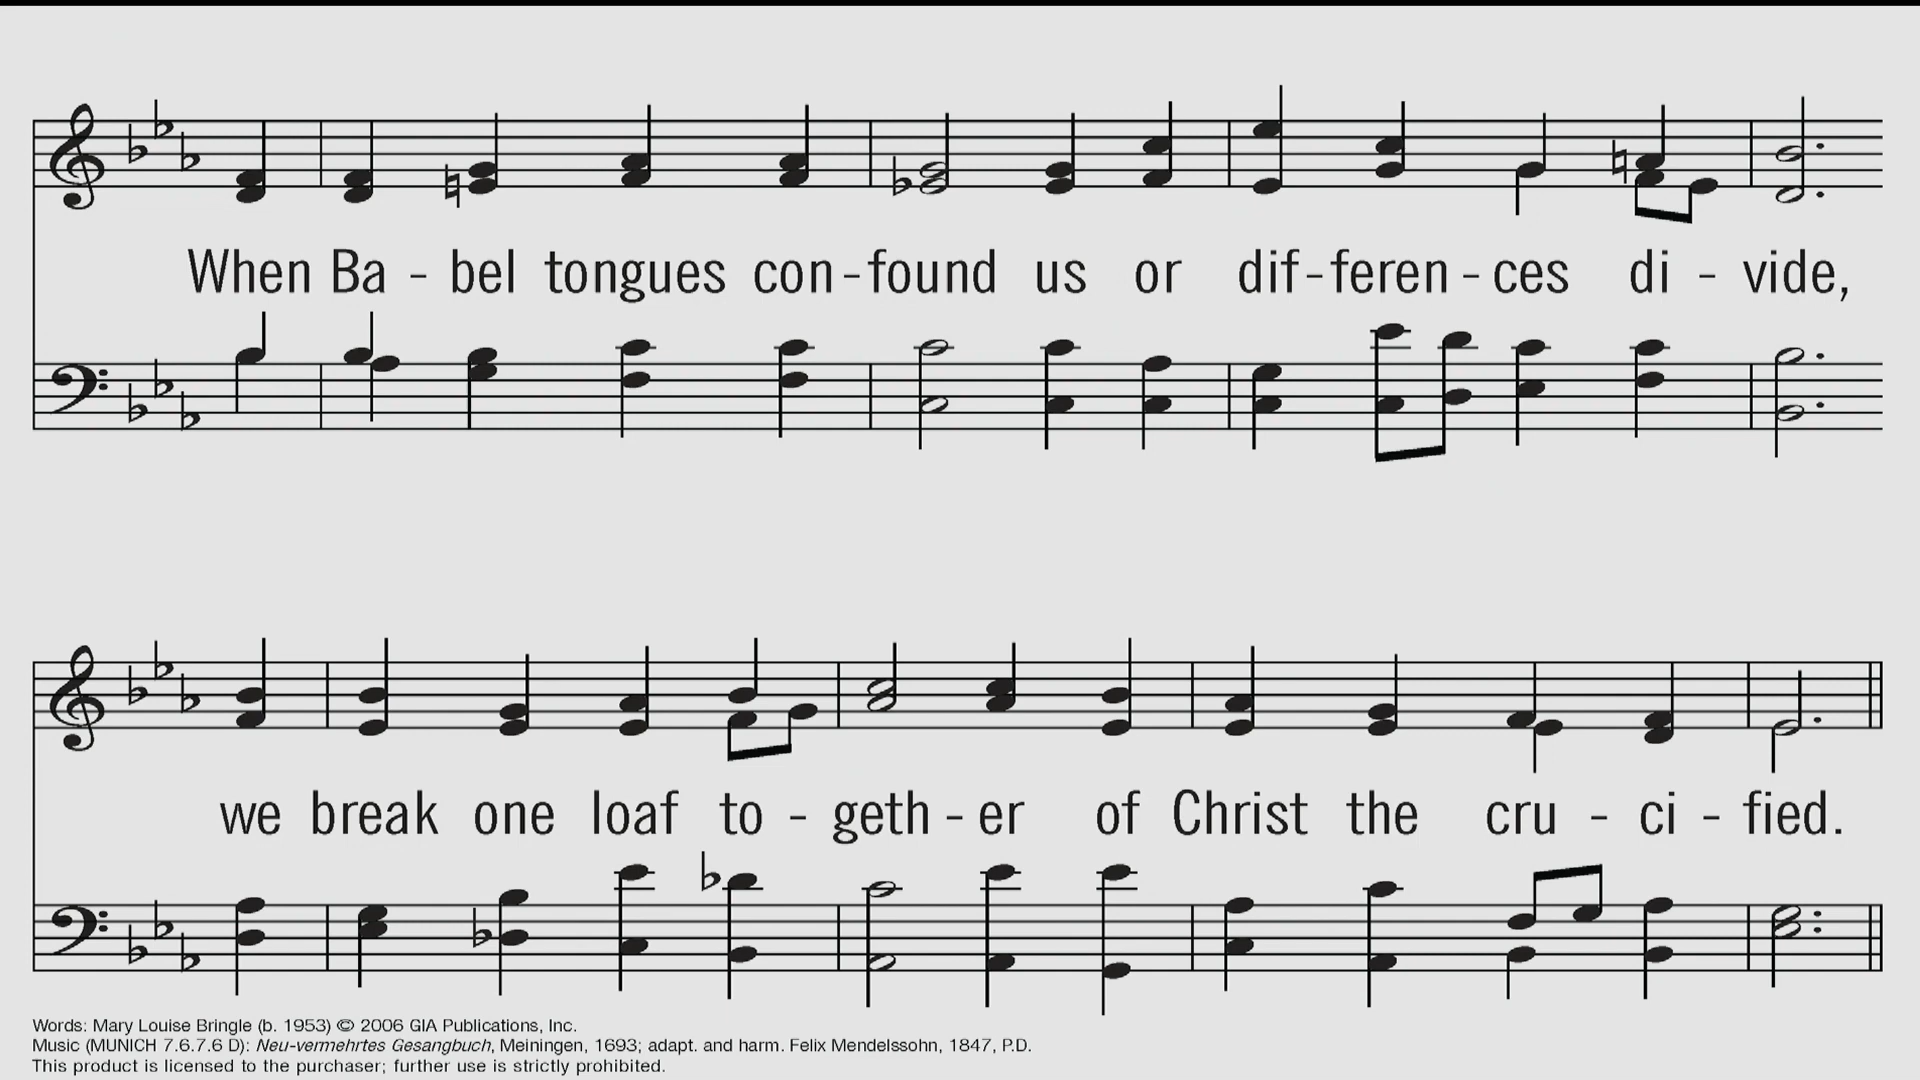 When Ba - bel tongues con - found us or dif - feren - ces di - vide,
we break one loaf to - geth - er of Christ the cru - ci - fied.
Words: Mary Louise Bringle (b. 1953) © 2006 GIA Publications, Inc.
Music (MUNICH 7.6.7.6 D): Neu-vermehrtes Gesangbuch, Meiningen, 1693; adapt. and harm. Felix Mendelssohn, 1847, P.D.
This product is licensed to the purchaser; further use is strictly prohibited.